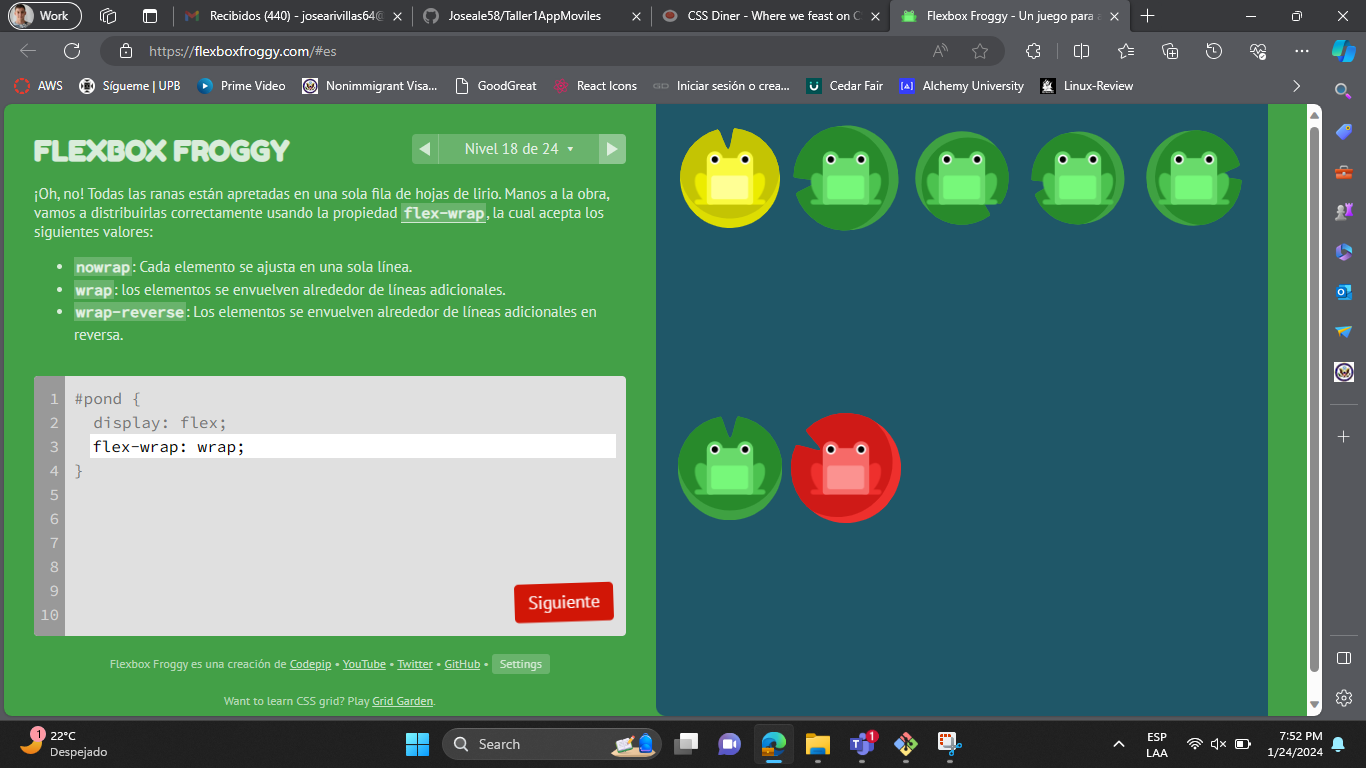 Work
Recibidos (440) - josearivillas64@
Joseale58/Taller1AppMoviles
CSS Diner - Where we feast on C
Flexbox Froggy - Un juego para a
https://flexboxfroggy.com/#es
AWS
Sígueme | UPB
Prime Video
Nonimmigrant Visa...
GoodGreat
React Icons
Iniciar sesión o crea...
Cedar Fair
Alchemy University
Linux-Review
FLEXBOX FROGGY
Nivel 18 de 24
¡Oh, no! Todas las ranas están apretadas en una sola fila de hojas de lirio. Manos a la obra,
vamos a distribuirlas correctamente usando la propiedad flex-wrap, la cual acepta los
siguientes valores:
• nowrap: Cada elemento se ajusta en una sola línea.
• wrap: los elementos se envuelven alrededor de líneas adicionales.
• wrap-reverse: Los elementos se envuelven alrededor de líneas adicionales en
reversa.
1 #pond {
2 display: flex;
3 flex-wrap: wrap;
4 }
5
6
7
8
9
10
Siguiente
Flexbox Froggy es una creación de Codepip • YouTube • Twitter • GitHub • Settings
Want to learn CSS grid? Play Grid Garden.
1
22°C
Despejado
Search
1
ESP
LAA
7:52 PM
1/24/2024